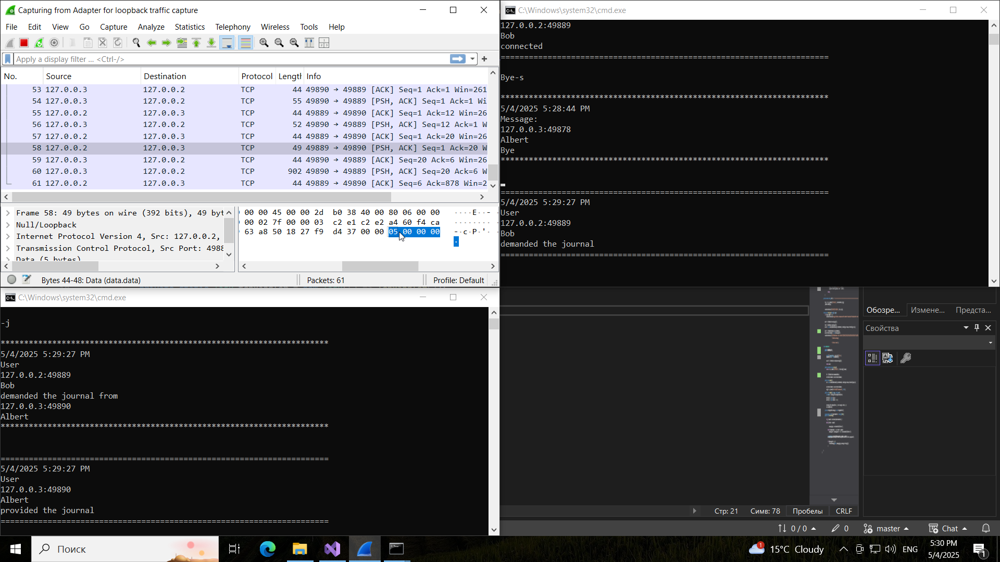 Capturing from Adapter for loopback traffic capture
File Edit View Go Capture Analyze Statistics Telephony Wireless Tools Help
Apply a display filter ... <Ctrl-/>
No. Source Destination Protocol Length Info
53 127.0.0.3 127.0.0.2 TCP 44 49890 → 49889 [ACK] Seq=1 Ack=1 Win=261
54 127.0.0.3 127.0.0.2 TCP 55 49890 → 49889 [PSH, ACK] Seq=1 Ack=1 Wi
55 127.0.0.2 127.0.0.3 TCP 44 49889 → 49890 [ACK] Seq=1 Ack=12 Win=26
56 127.0.0.3 127.0.0.2 TCP 52 49890 → 49889 [PSH, ACK] Seq=12 Ack=1 W
57 127.0.0.2 127.0.0.3 TCP 44 49889 → 49890 [ACK] Seq=1 Ack=20 Win=26
58 127.0.0.2 127.0.0.3 TCP 49 49889 → 49890 [PSH, ACK] Seq=1 Ack=20 W
59 127.0.0.3 127.0.0.2 TCP 44 49890 → 49889 [ACK] Seq=20 Ack=6 Win=26
60 127.0.0.3 127.0.0.2 TCP 902 49890 → 49889 [PSH, ACK] Seq=20 Ack=6 W
61 127.0.0.2 127.0.0.3 TCP 44 49889 → 49890 [ACK] Seq=6 Ack=878 Win=2
Frame 58: 49 bytes on wire (392 bits), 49 byt
Null/Loopback
Internet Protocol Version 4, Src: 127.0.0.2,
Transmission Control Protocol, Src Port: 4988
Data (5 bytes)
00 00 45 00 00 2d b0 38 40 00 80 06 00 00 ····E··-
00 02 7f 00 00 03 c2 e1 c2 e2 a4 60 f4 ca ········
63 a8 50 18 27 f9 d4 37 00 00 05 00 00 00 -·c·P·'·
·
Bytes 44-48: Data (data.data)
Packets: 61
Profile: Default
C:\Windows\system32\cmd.exe
127.0.0.2:49889
Bob
connected
======================================================================
Bye-s
**********************************************************************
5/4/2025 5:28:44 PM
Message:
127.0.0.3:49878
Albert
Bye
**********************************************************************
======================================================================
5/4/2025 5:29:27 PM
User
127.0.0.2:49889
Bob
demanded the journal
======================================================================
C:\Windows\system32\cmd.exe
-j
**********************************************************************
5/4/2025 5:29:27 PM
User
127.0.0.2:49889
Bob
demanded the journal from
127.0.0.3:49890
Albert
**********************************************************************
======================================================================
5/4/2025 5:29:27 PM
User
127.0.0.3:49890
Albert
provided the journal
======================================================================
Обозре... Измене... Предста...
Свойства
Стр: 21 Симв: 78 Пробелы CRLF
0 / 0 0 master Chat
Поиск
1 15°C Cloudy ENG
5:30 PM
5/4/2025
1